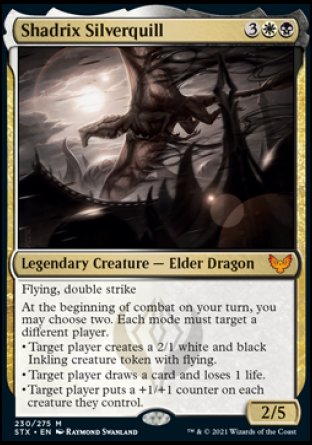 Shadrix Silverquill 3
Legendary Creature — Elder Dragon
Flying, double strike
At the beginning of combat on your turn, you
may choose two. Each mode must target a
different player.
•Target player creates a 2/1 white and black
Inkling creature token with flying.
•Target player draws a card and loses 1 life.
•Target player puts a +1/+1 counter on each
creature they control.
2/5
230/275 M
STX • EN RAYMOND SWANLAND
™ & © 2021 Wizards of the Coast